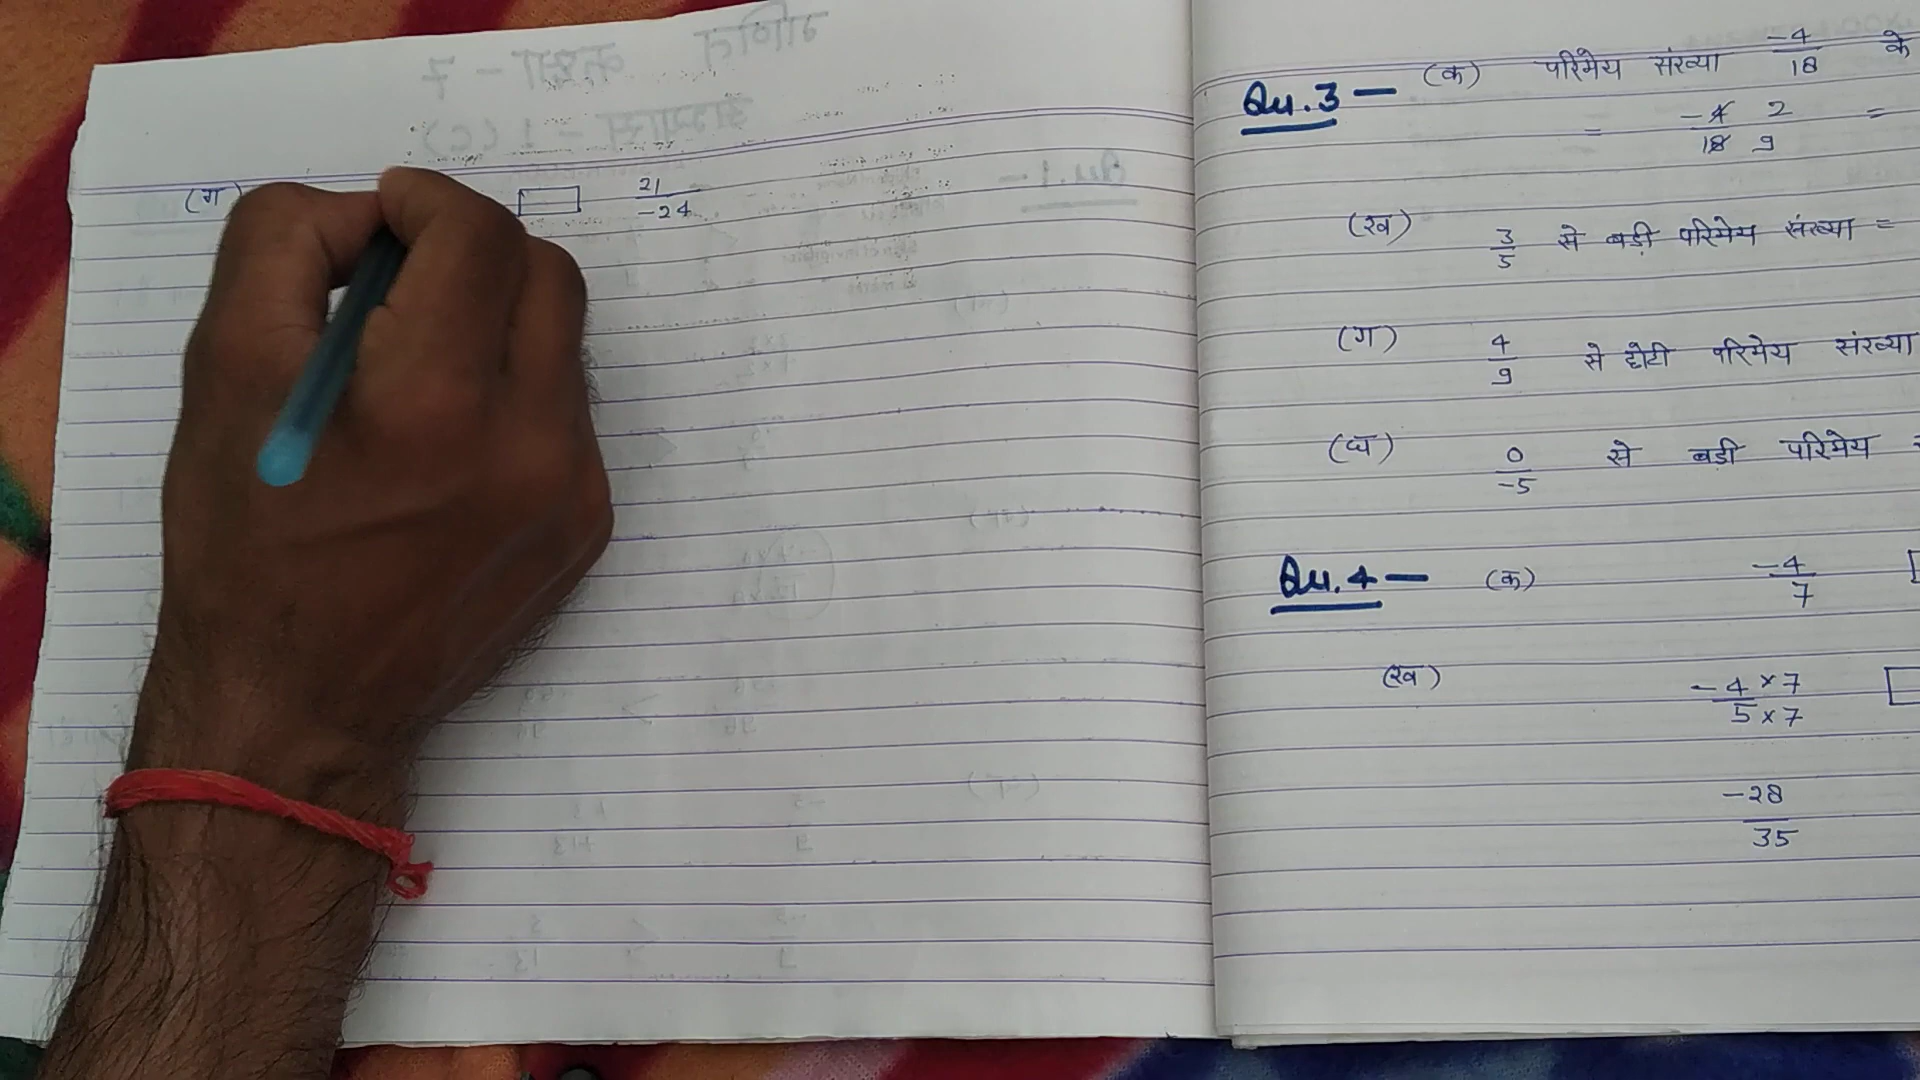 (ग) 21
-24
Qu.3 — (क) परिमेय संख्या -4 के
18
= -4 2 =
18 9
(ख) 3 से बड़ी परिमेय संख्या =
5
(ग) 4 से छोटी परिमेय संख्या
9
(घ) 0 से बड़ी परिमेय
-5
Qu.4 — (क) -4
7
(ख) -4 × 7
5 × 7
-28
35